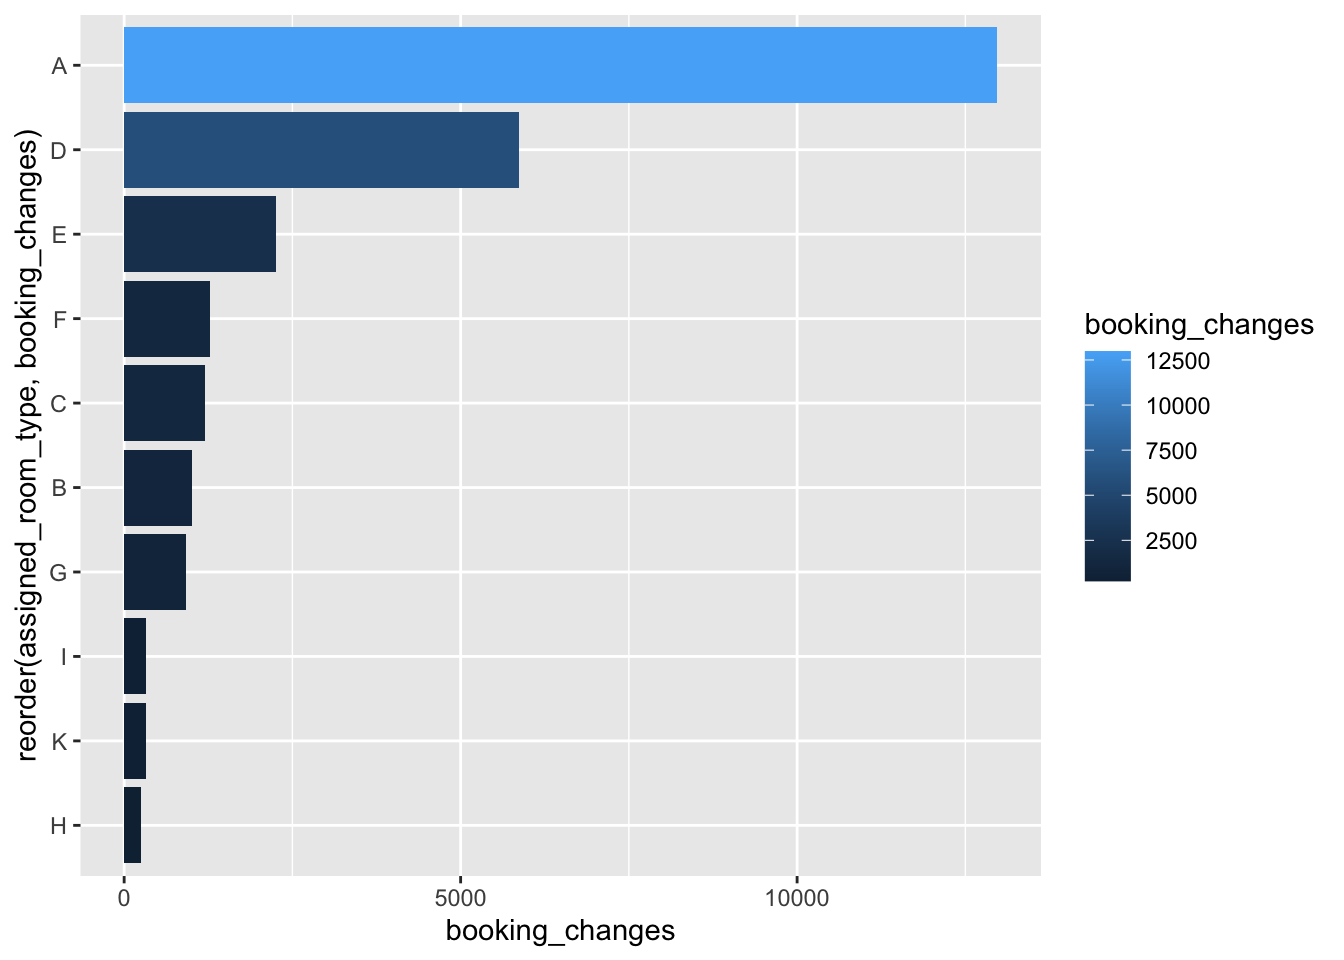 reorder(assigned_room_type, booking_changes)
A
D
E
F
C
B
G
I
K
H
0 5000 10000
booking_changes
booking_changes
12500
10000
7500
5000
2500